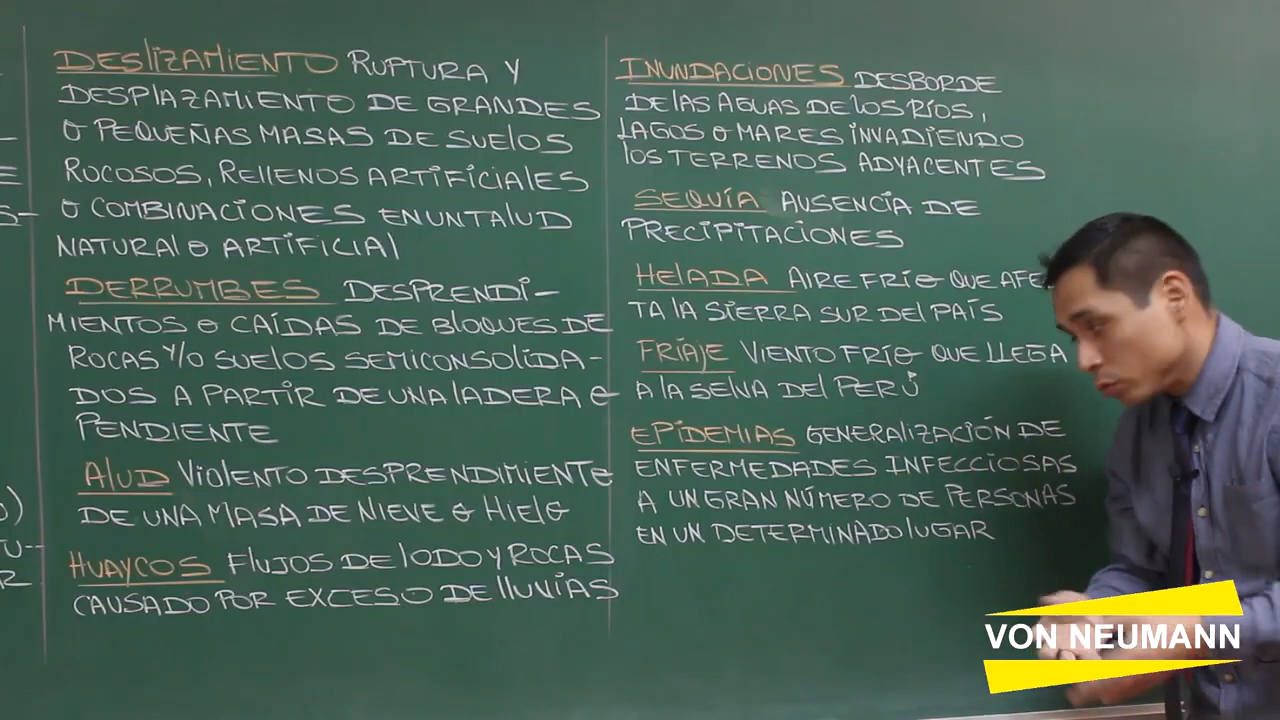 DESLIZAMIENTO RUPTURA Y
DESPLAZAMIENTO DE GRANDES
O PEQUEÑAS MASAS DE SUELOS
ROCOSOS, RELLENOS ARTIFICIALES
O COMBINACIONES EN UN TALUD
NATURAL O ARTIFICIAL
DERRUMBES DESPRENDI-
MIENTOS O CAÍDAS DE BLOQUES DE
ROCAS Y/O SUELOS SEMICONSOLIDA-
DOS A PARTIR DE UNA LADERA O
PENDIENTE
ALUD VIOLENTO DESPRENDIMIENTO
DE UNA MASA DE NIEVE O HIELO
HUAYCOS FLUJOS DE LODO Y ROCAS
CAUSADO POR EXCESO DE LLUVIAS
INUNDACIONES DESBORDE
DE LAS AGUAS DE LOS RÍOS,
LAGOS O MARES INVADIENDO
LOS TERRENOS ADYACENTES
SEQUÍA AUSENCIA DE
PRECIPITACIONES
HELADA AIRE FRÍO QUE AFE
TA LA SIERRA SUR DEL PAÍS
FRIAJE VIENTO FRÍO QUE LLEGA
A LA SELVA DEL PERÚ
EPIDEMIAS GENERALIZACIÓN DE
ENFERMEDADES INFECCIOSAS
A UN GRAN NÚMERO DE PERSONAS
EN UN DETERMINADO LUGAR
VON NEUMANN